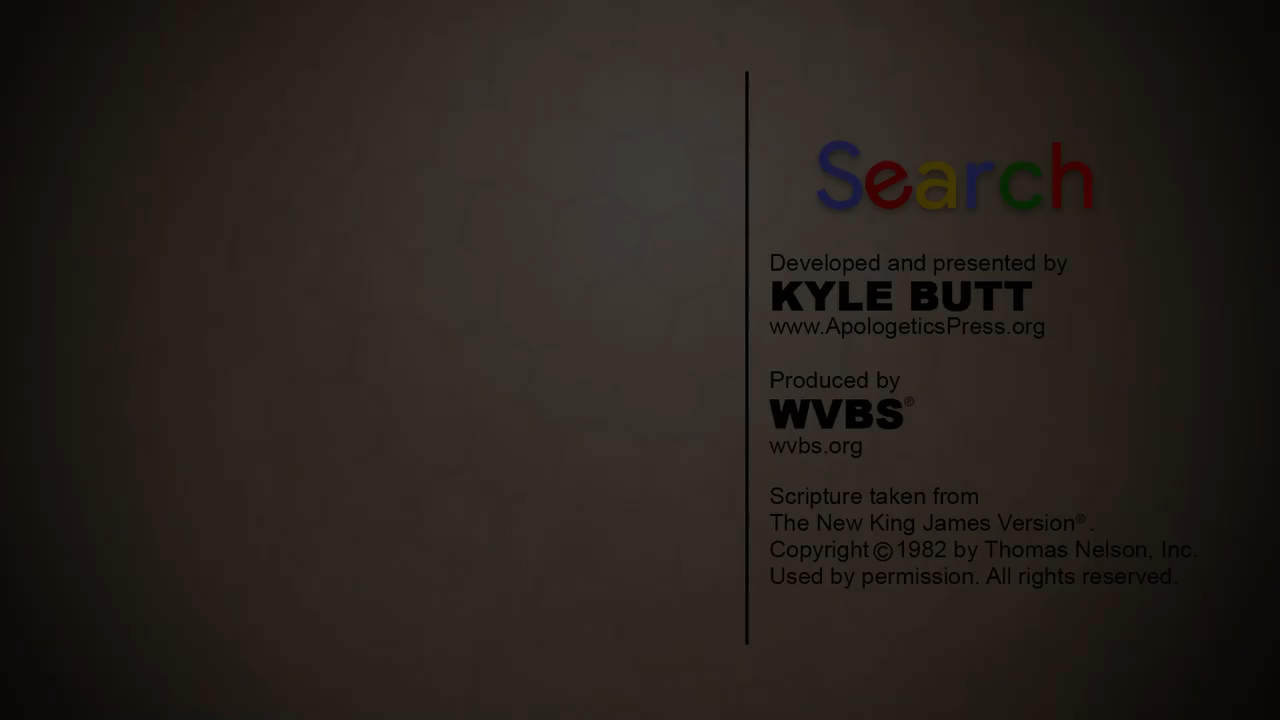 Search
Developed and presented by
KYLE BUTT
www.ApologeticsPress.org
Produced by
WVBS®
wvbs.org
Scripture taken from
The New King James Version®.
Copyright © 1982 by Thomas Nelson, Inc.
Used by permission. All rights reserved.